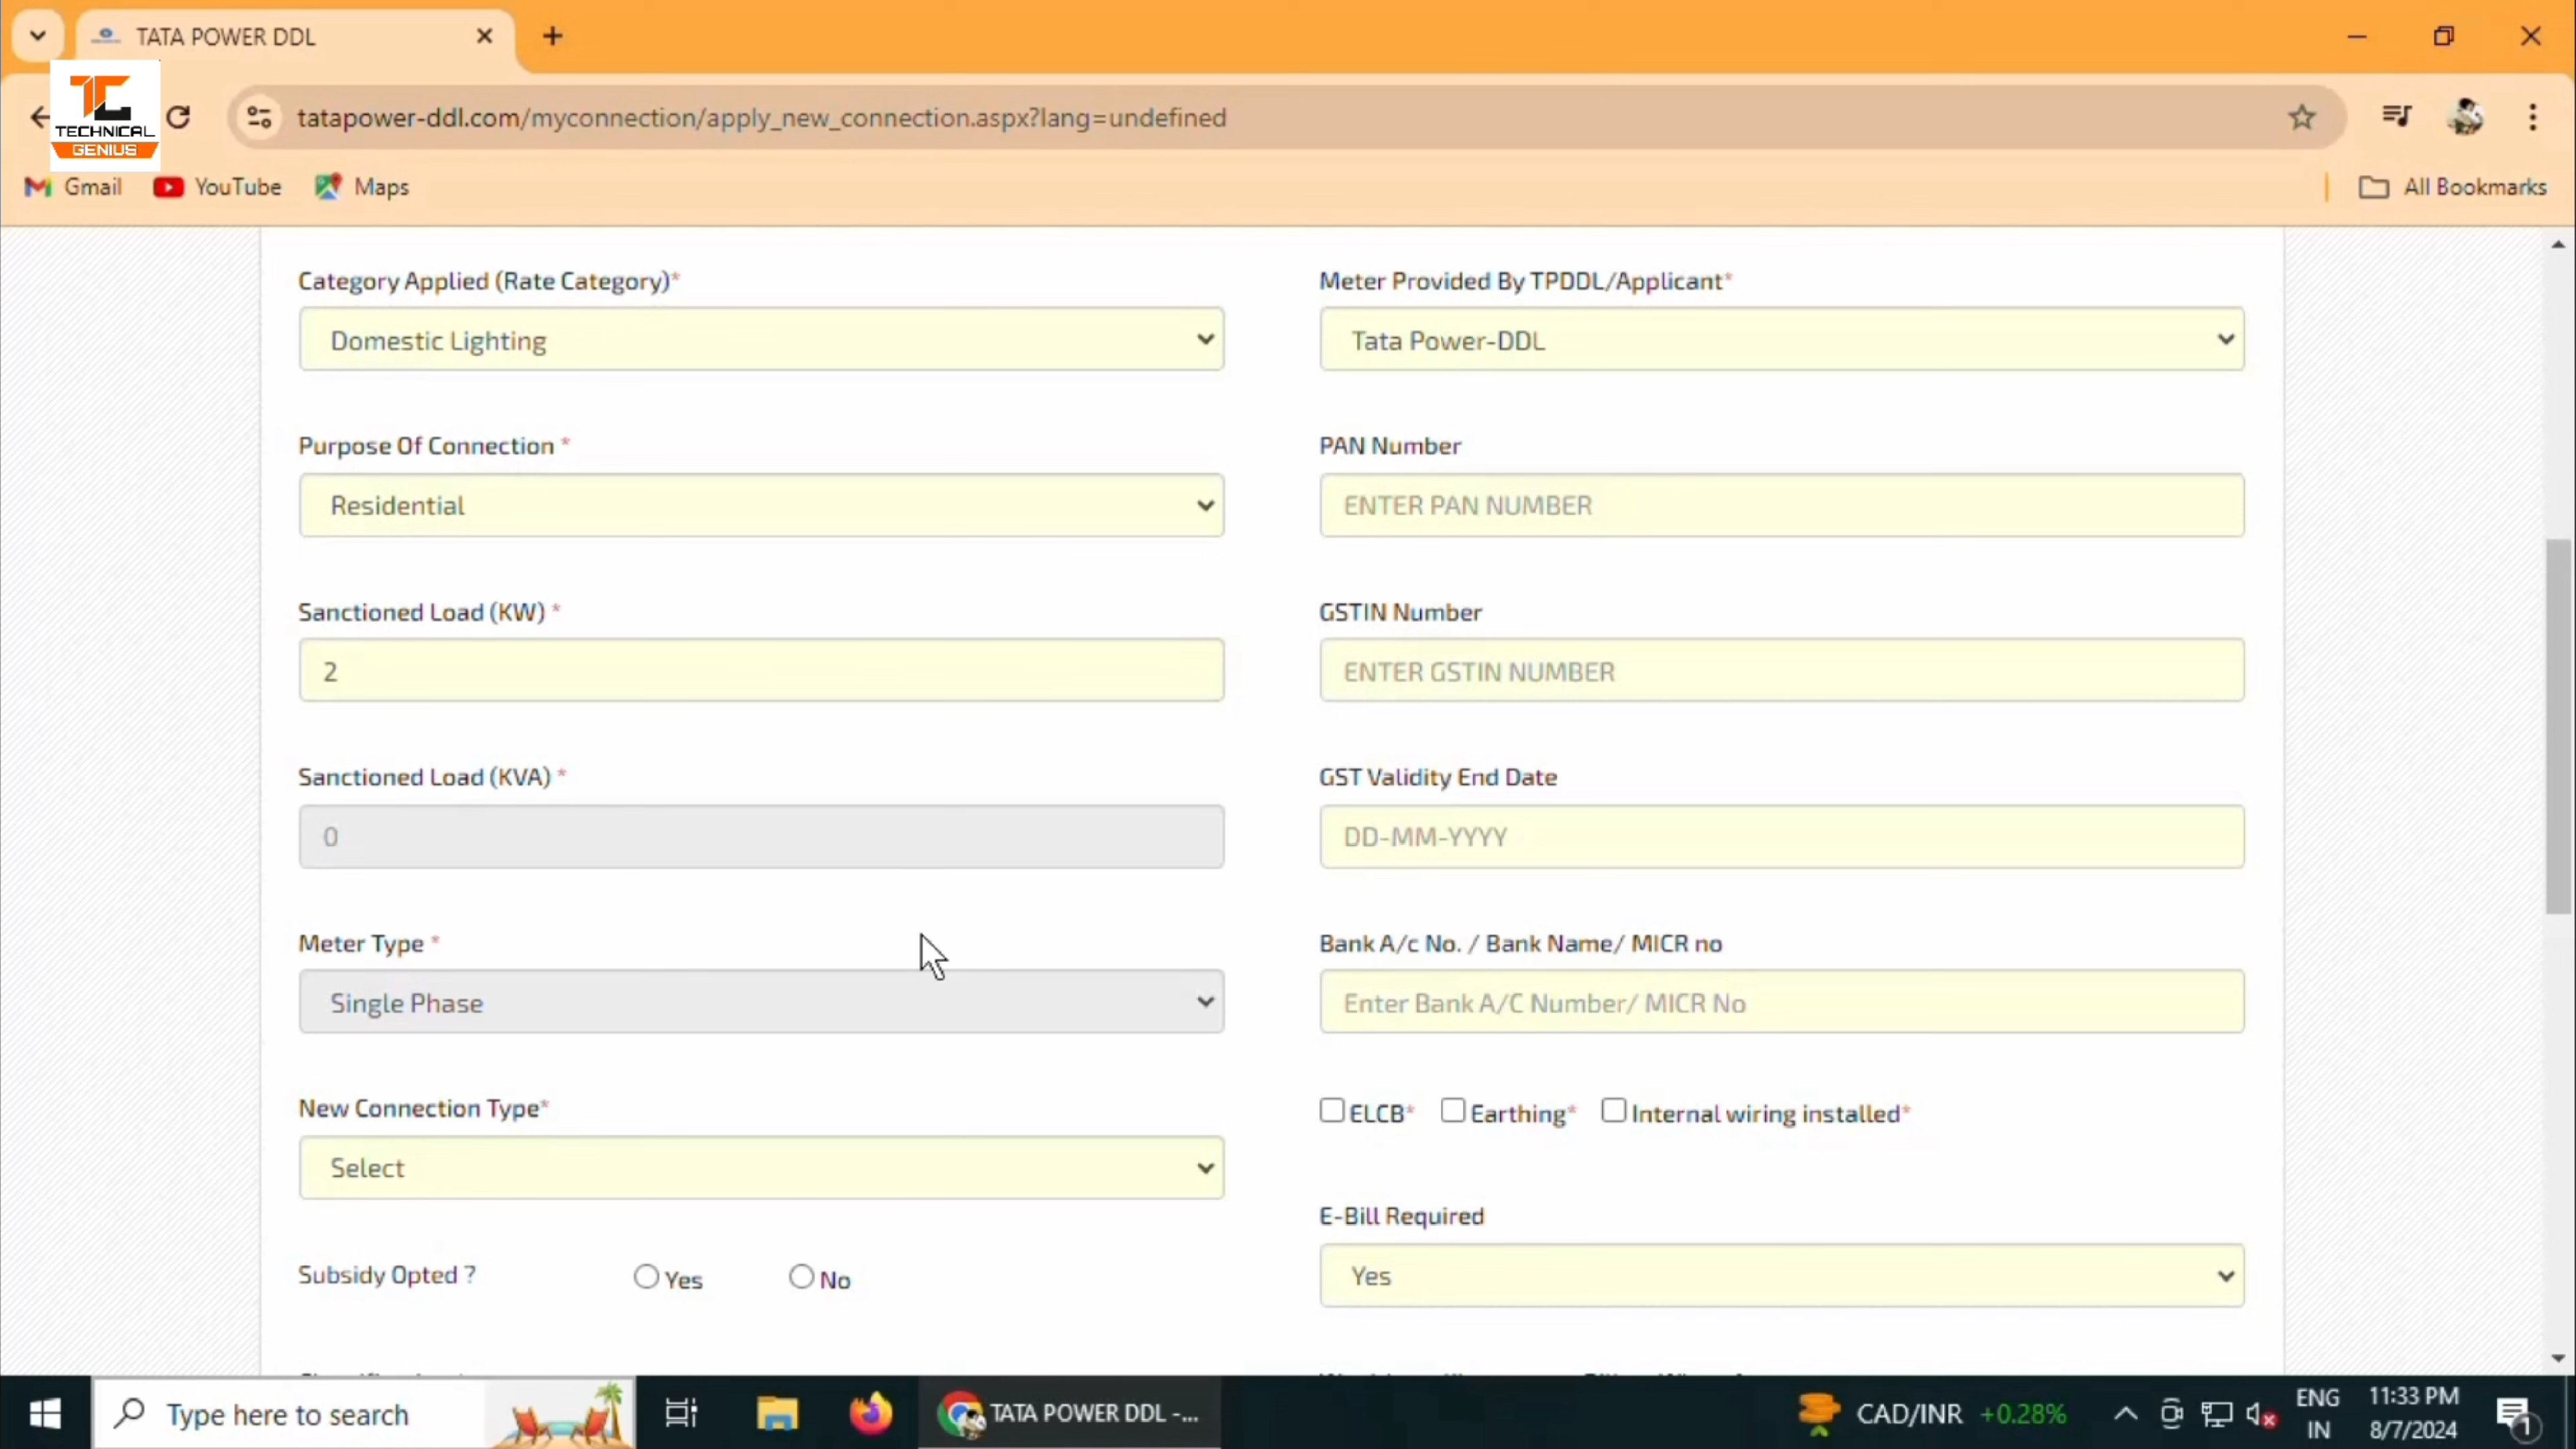 TATA POWER DDL
TECHNICAL
GENIUS
tatapower-ddl.com/myconnection/apply_new_connection.aspx?lang=undefined
Gmail YouTube Maps All Bookmarks
Category Applied (Rate Category)*
Domestic Lighting
Meter Provided By TPDDL/Applicant*
Tata Power-DDL
Purpose Of Connection *
Residential
PAN Number
ENTER PAN NUMBER
Sanctioned Load (KW) *
2
GSTIN Number
ENTER GSTIN NUMBER
Sanctioned Load (KVA) *
0
GST Validity End Date
DD-MM-YYYY
Meter Type *
Single Phase
Bank A/c No. / Bank Name/ MICR no
Enter Bank A/C Number/ MICR No
New Connection Type*
Select
ELCB* Earthing* Internal wiring installed*
Subsidy Opted ? Yes No
E-Bill Required
Yes
Type here to search
TATA POWER DDL -...
CAD/INR +0.28%
ENG
IN
11:33 PM
8/7/2024
1